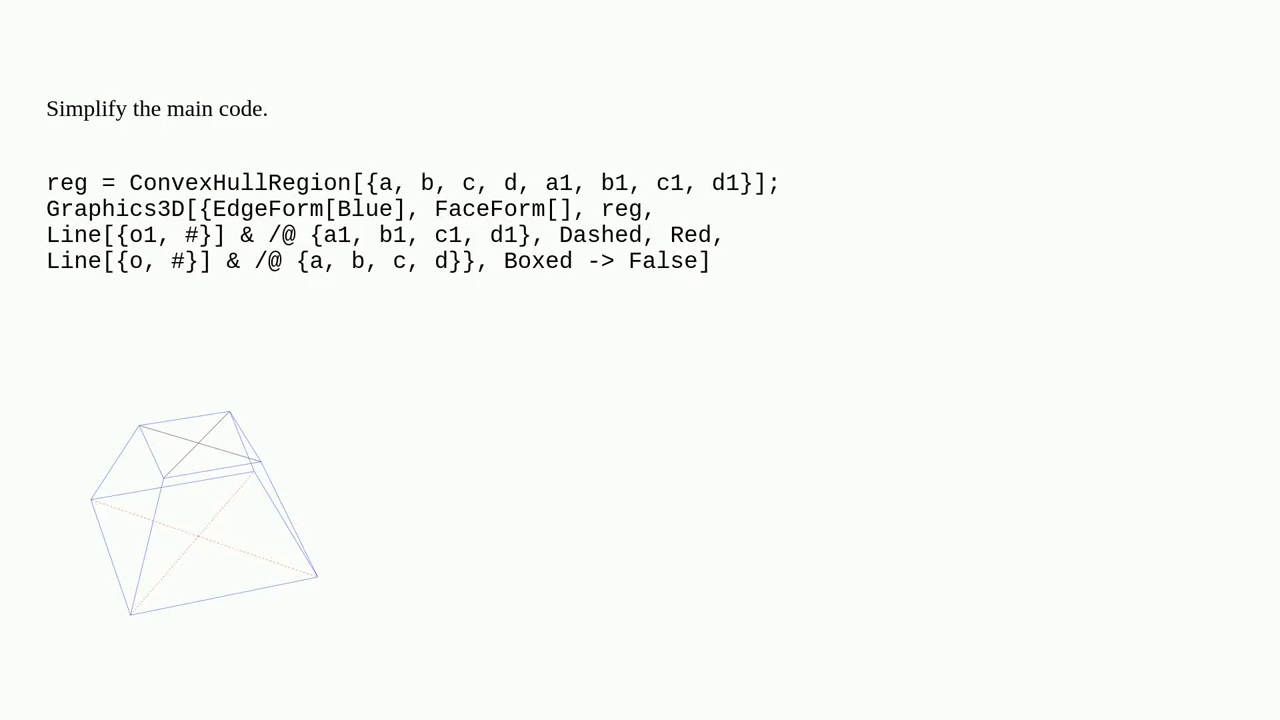 Simplify the main code.
reg = ConvexHullRegion[{a, b, c, d, a1, b1, c1, d1}];
Graphics3D[{EdgeForm[Blue], FaceForm[], reg,
Line[{o1, #}] & /@ {a1, b1, c1, d1}, Dashed, Red,
Line[{o, #}] & /@ {a, b, c, d}}, Boxed -> False]